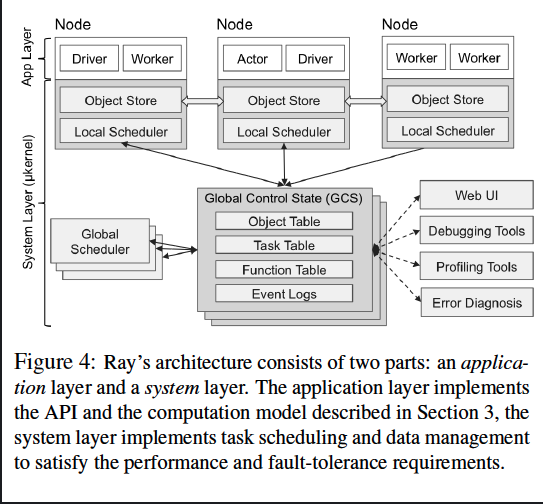 Node Node Node
App Layer
Driver Worker Actor Driver Worker Worker
System Layer (μkernel)
Object Store Object Store Object Store
Local Scheduler Local Scheduler Local Scheduler
Global Control State (GCS)
Object Table
Task Table
Function Table
Event Logs
Global
Scheduler
Web UI
Debugging Tools
Profiling Tools
Error Diagnosis
Figure 4: Ray's architecture consists of two parts: an applica-
tion layer and a system layer. The application layer implements
the API and the computation model described in Section 3, the
system layer implements task scheduling and data management
to satisfy the performance and fault-tolerance requirements.